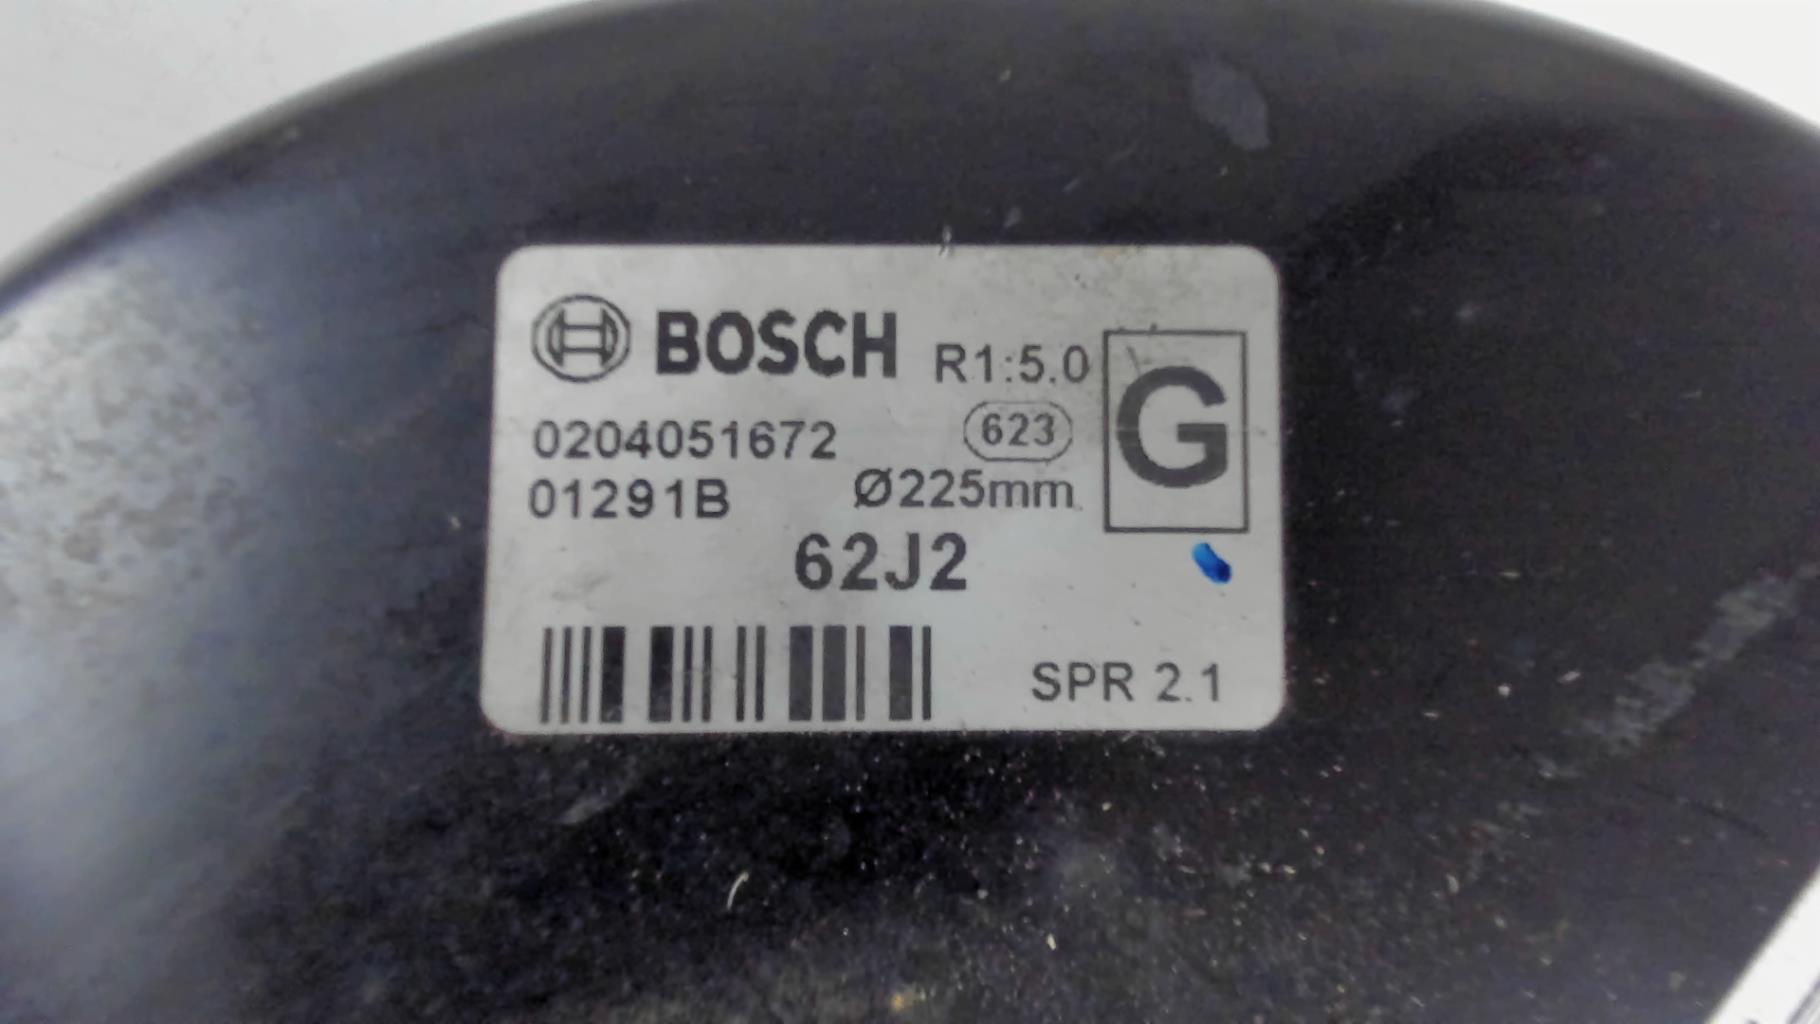 BOSCH R1:5.0
G
0204051672 623
01291B Ø225mm
62J2
SPR 2.1